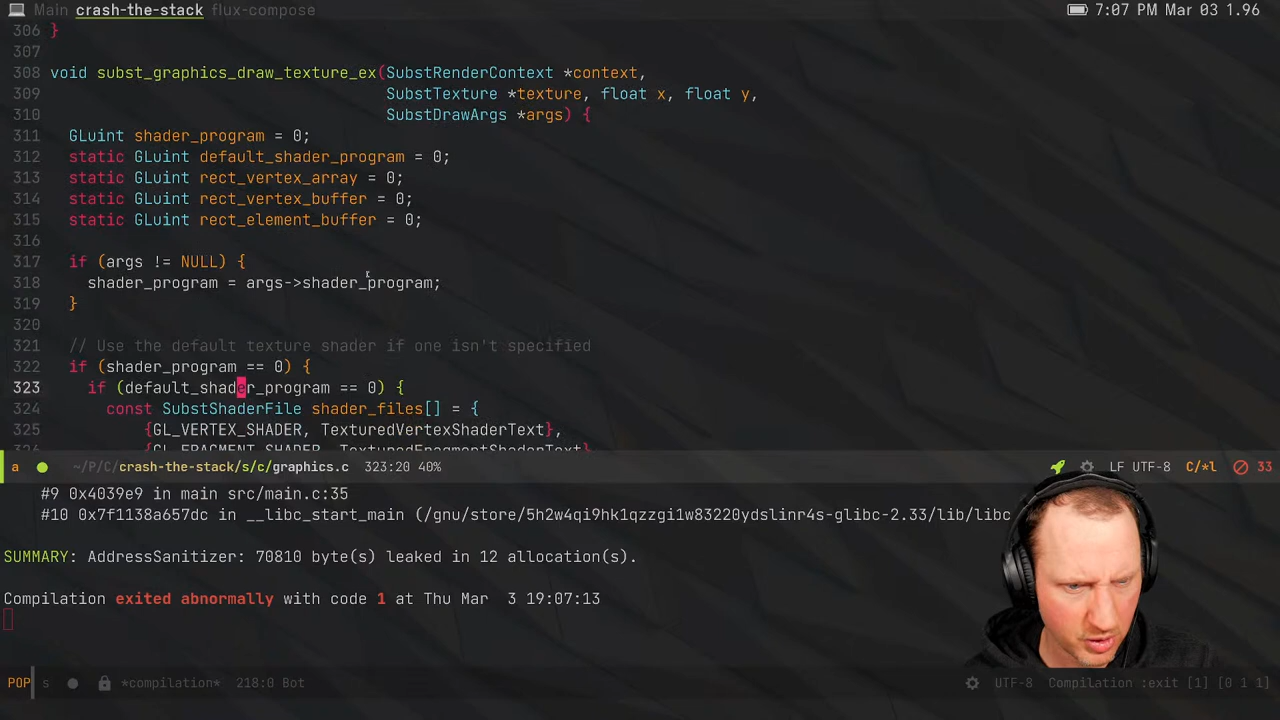 Main crash-the-stack flux-compose 7:07 PM Mar 03 1.96
306 }
307
308 void subst_graphics_draw_texture_ex(SubstRenderContext *context,
309 SubstTexture *texture, float x, float y,
310 SubstDrawArgs *args) {
311 GLuint shader_program = 0;
312 static GLuint default_shader_program = 0;
313 static GLuint rect_vertex_array = 0;
314 static GLuint rect_vertex_buffer = 0;
315 static GLuint rect_element_buffer = 0;
316
317 if (args != NULL) {
318 shader_program = args->shader_program;
319 }
320
321 // Use the default texture shader if one isn't specified
322 if (shader_program == 0) {
323 if (default_shader_program == 0) {
324 const SubstShaderFile shader_files[] = {
325 {GL_VERTEX_SHADER, TexturedVertexShaderText},
{GL_FRAGMENT_SHADER, TexturedFragmentShaderText}
a ~/P/C/crash-the-stack/s/c/graphics.c 323:20 40% LF UTF-8 C/*l 33
#9 0x4039e9 in main src/main.c:35
#10 0x7f1138a657dc in __libc_start_main (/gnu/store/5h2w4qi9hk1qzzgi1w83220ydslinr4s-glibc-2.33/lib/libc
SUMMARY: AddressSanitizer: 70810 byte(s) leaked in 12 allocation(s).
Compilation exited abnormally with code 1 at Thu Mar 3 19:07:13
POP s *compilation* 218:0 Bot UTF-8 Compilation :exit [1] [0 1 1]